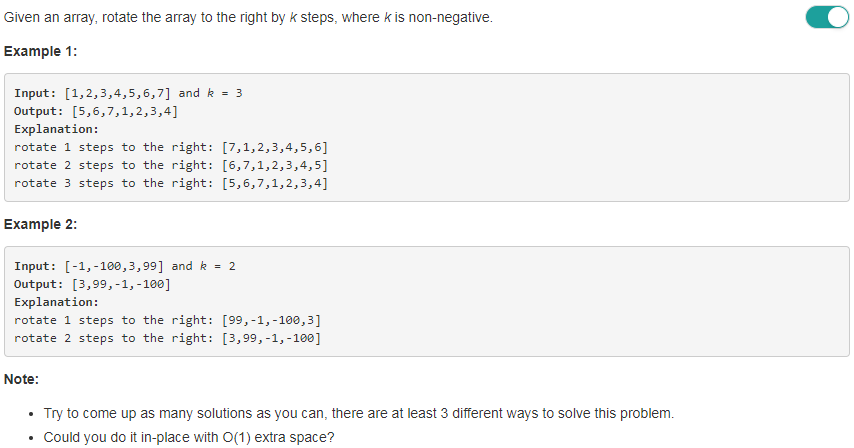 Given an array, rotate the array to the right by k steps, where k is non-negative.
Example 1:
Input: [1,2,3,4,5,6,7] and k = 3
Output: [5,6,7,1,2,3,4]
Explanation:
rotate 1 steps to the right: [7,1,2,3,4,5,6]
rotate 2 steps to the right: [6,7,1,2,3,4,5]
rotate 3 steps to the right: [5,6,7,1,2,3,4]
Example 2:
Input: [-1,-100,3,99] and k = 2
Output: [3,99,-1,-100]
Explanation:
rotate 1 steps to the right: [99,-1,-100,3]
rotate 2 steps to the right: [3,99,-1,-100]
Note:
• Try to come up as many solutions as you can, there are at least 3 different ways to solve this problem.
• Could you do it in-place with O(1) extra space?